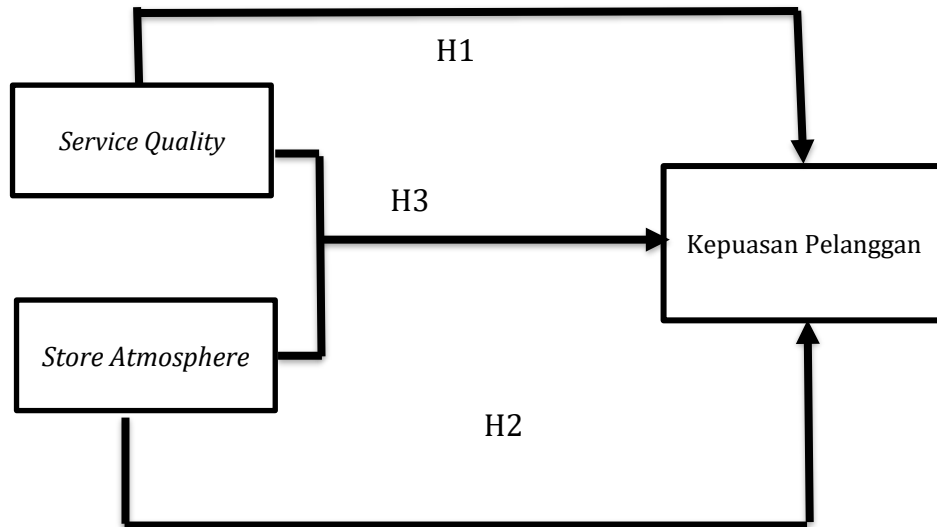 H1
Service Quality
H3
Kepuasan Pelanggan
Store Atmosphere
H2